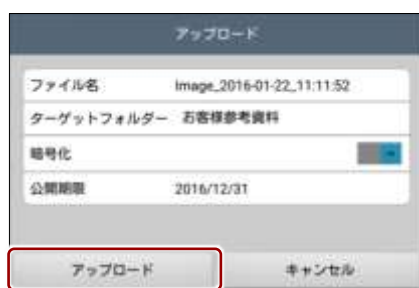 アップロード
ファイル名 Image_2016-01-22_11:11:52
ターゲットフォルダー お客様参考資料
暗号化
公開期限 2016/12/31
アップロード キャンセル